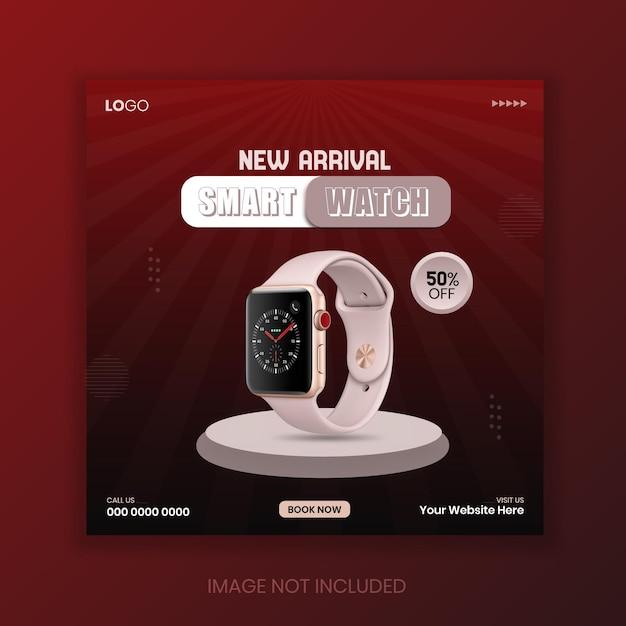 LOGO
NEW ARRIVAL
SMART WATCH
50%
OFF
CALL US
000 0000 0000
BOOK NOW
VISIT US
Your Website Here
IMAGE NOT INCLUDED